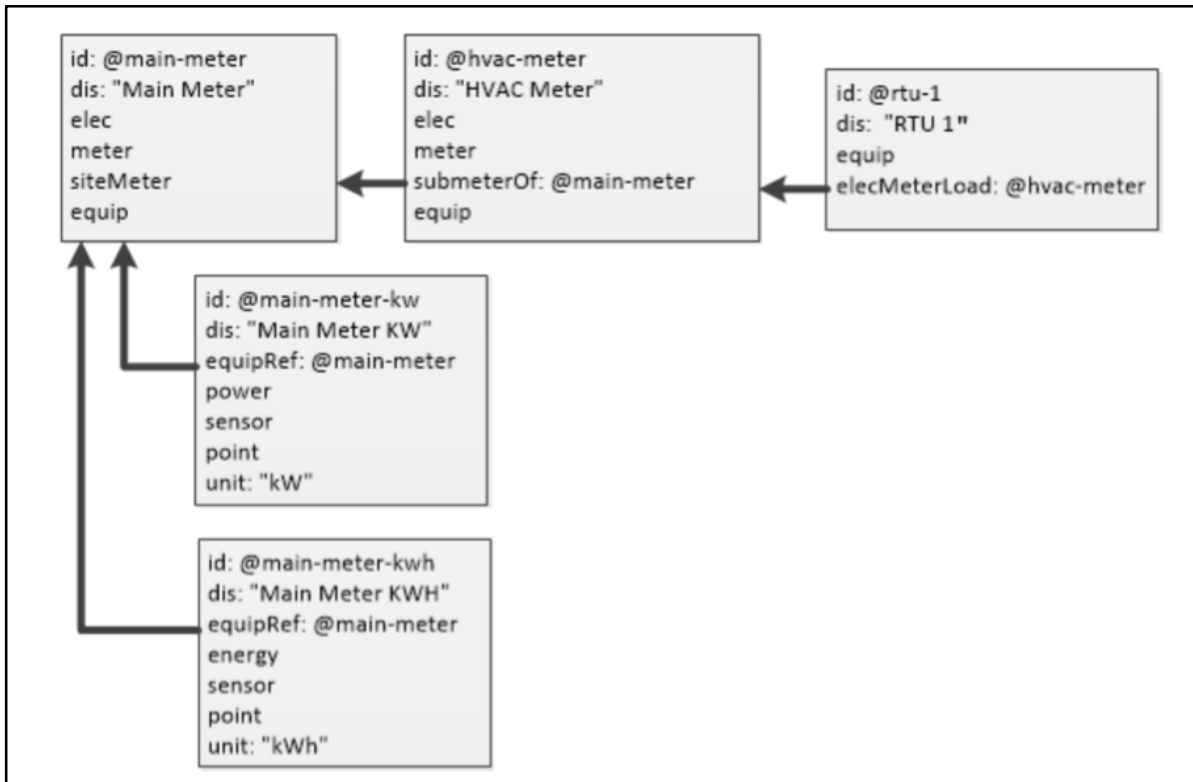 id: @main-meter
dis: "Main Meter"
elec
meter
siteMeter
equip
id: @hvac-meter
dis: "HVAC Meter"
elec
meter
submeterOf: @main-meter
equip
id: @rtu-1
dis: "RTU 1"
equip
elecMeterLoad: @hvac-meter
id: @main-meter-kw
dis: "Main Meter KW"
equipRef: @main-meter
power
sensor
point
unit: "kW"
id: @main-meter-kwh
dis: "Main Meter KWH"
equipRef: @main-meter
energy
sensor
point
unit: "kWh"